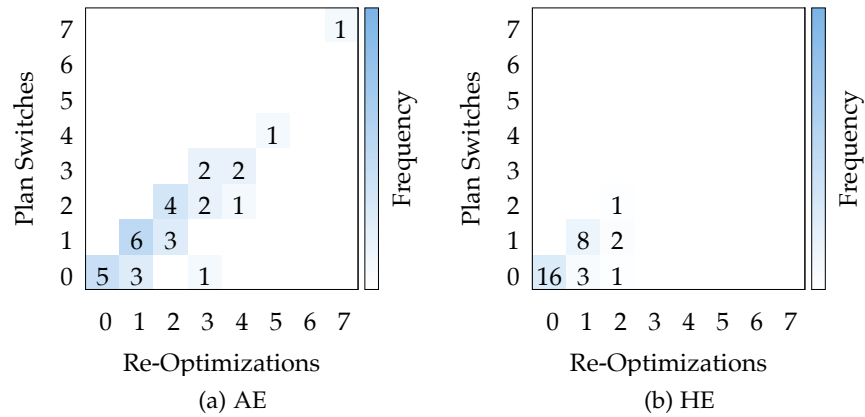 7 1
6
5
4 1
3 2 2
2 4 2 1
1 6 3
0 5 3 1
0 1 2 3 4 5 6 7
Plan Switches
Re-Optimizations
Frequency
(a) AE
7
6
5
4
3
2 1
1 8 2
0 16 3 1
0 1 2 3 4 5 6 7
Plan Switches
Re-Optimizations
Frequency
(b) HE